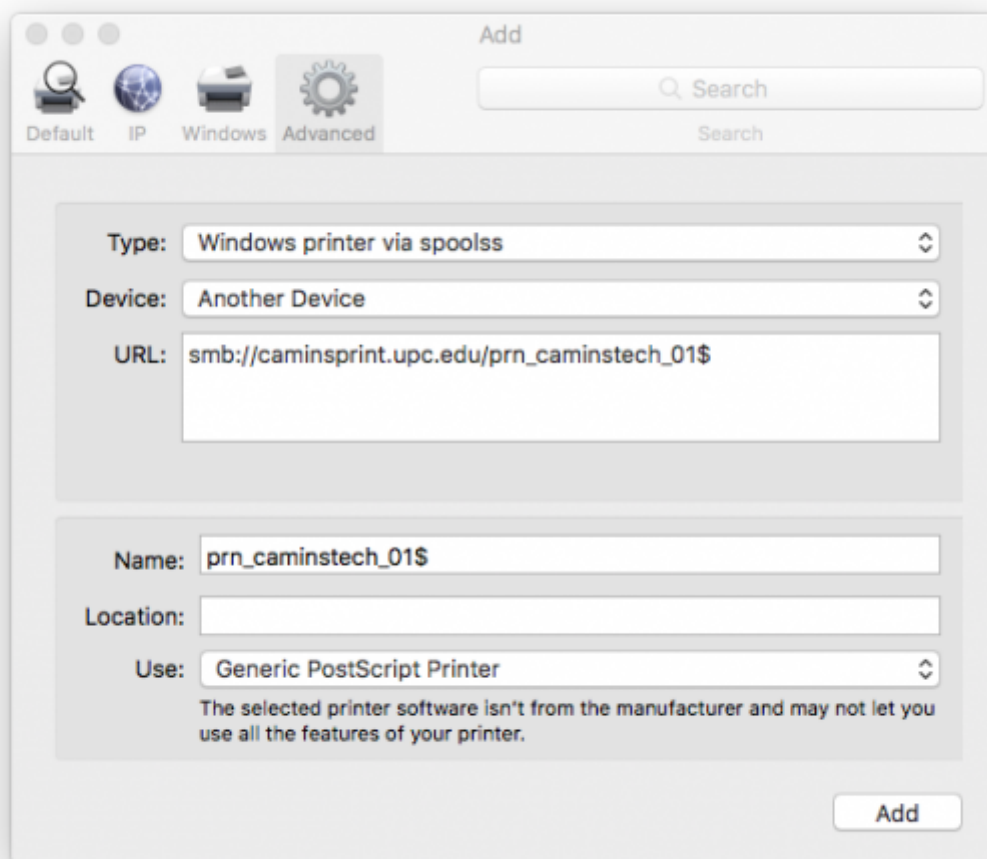 Add
Search
Default IP Windows Advanced Search
Type: Windows printer via spoolss
Device: Another Device
URL: smb://caminsprint.upc.edu/prn_caminstech_01$
Name: prn_caminstech_01$
Location:
Use: Generic PostScript Printer
The selected printer software isn't from the manufacturer and may not let you
use all the features of your printer.
Add